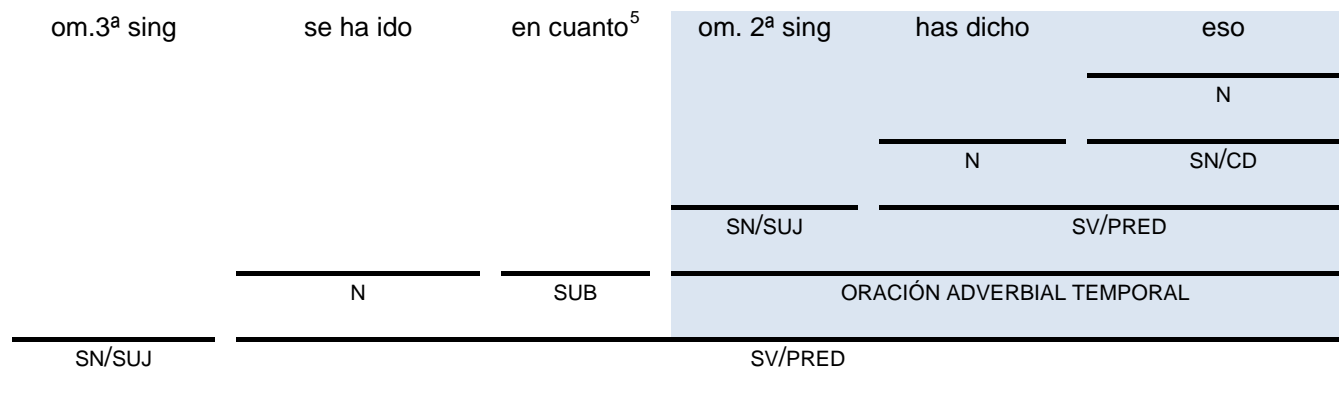 om.3ª sing se ha ido en cuanto⁵ om. 2ª sing has dicho eso
N
N SN/CD
SN/SUJ SV/PRED
N SUB ORACIÓN ADVERBIAL TEMPORAL
SN/SUJ SV/PRED